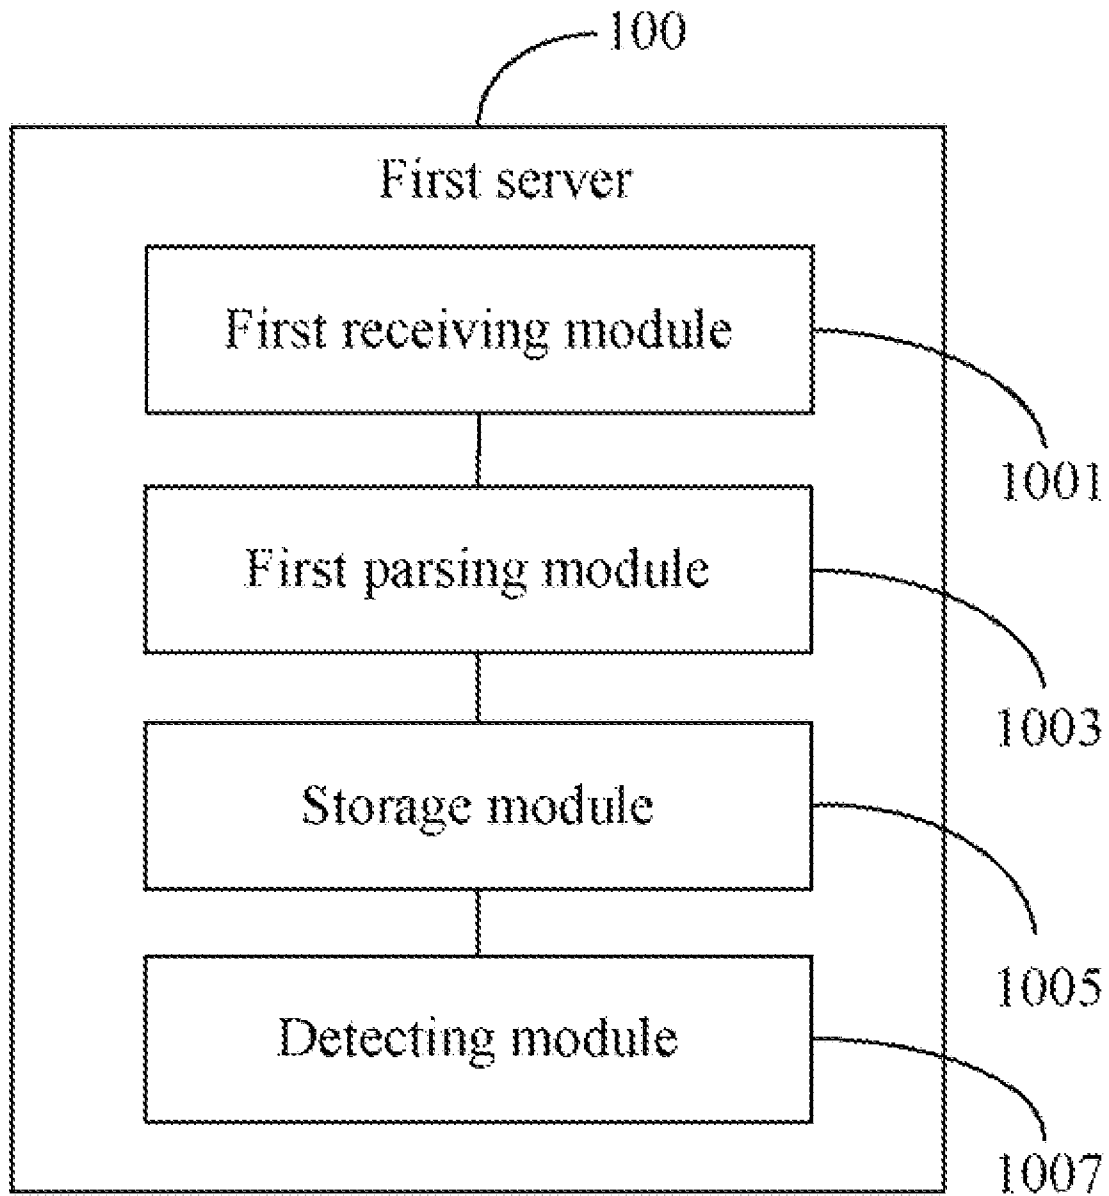 100
First server
First receiving module
1001
First parsing module
1003
Storage module
1005
Detecting module
1007